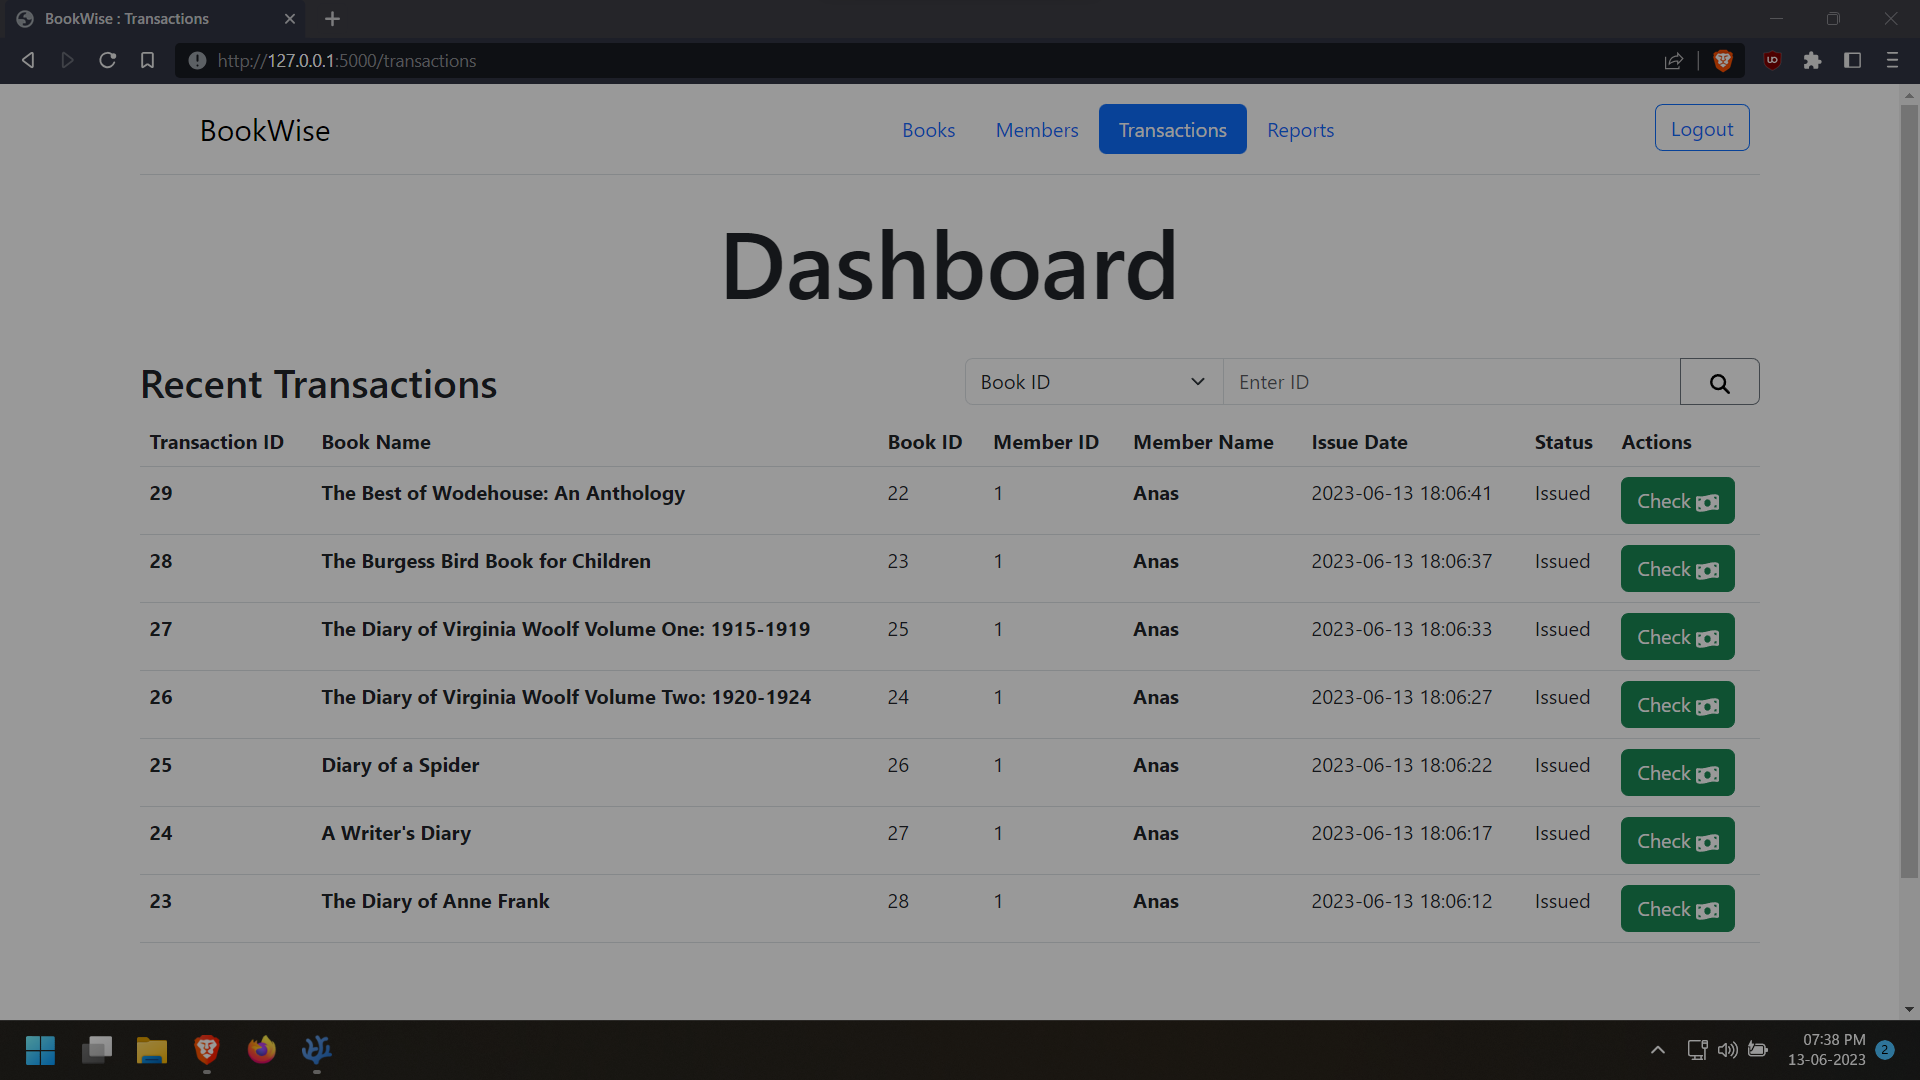 BookWise : Transactions
http://127.0.0.1:5000/transactions
BookWise
Books Members Transactions Reports
Logout
Dashboard
Recent Transactions
Book ID Enter ID
Transaction ID Book Name Book ID Member ID Member Name Issue Date Status Actions
29 The Best of Wodehouse: An Anthology 22 1 Anas 2023-06-13 18:06:41 Issued Check
28 The Burgess Bird Book for Children 23 1 Anas 2023-06-13 18:06:37 Issued Check
27 The Diary of Virginia Woolf Volume One: 1915-1919 25 1 Anas 2023-06-13 18:06:33 Issued Check
26 The Diary of Virginia Woolf Volume Two: 1920-1924 24 1 Anas 2023-06-13 18:06:27 Issued Check
25 Diary of a Spider 26 1 Anas 2023-06-13 18:06:22 Issued Check
24 A Writer's Diary 27 1 Anas 2023-06-13 18:06:17 Issued Check
23 The Diary of Anne Frank 28 1 Anas 2023-06-13 18:06:12 Issued Check
07:38 PM
13-06-2023
2